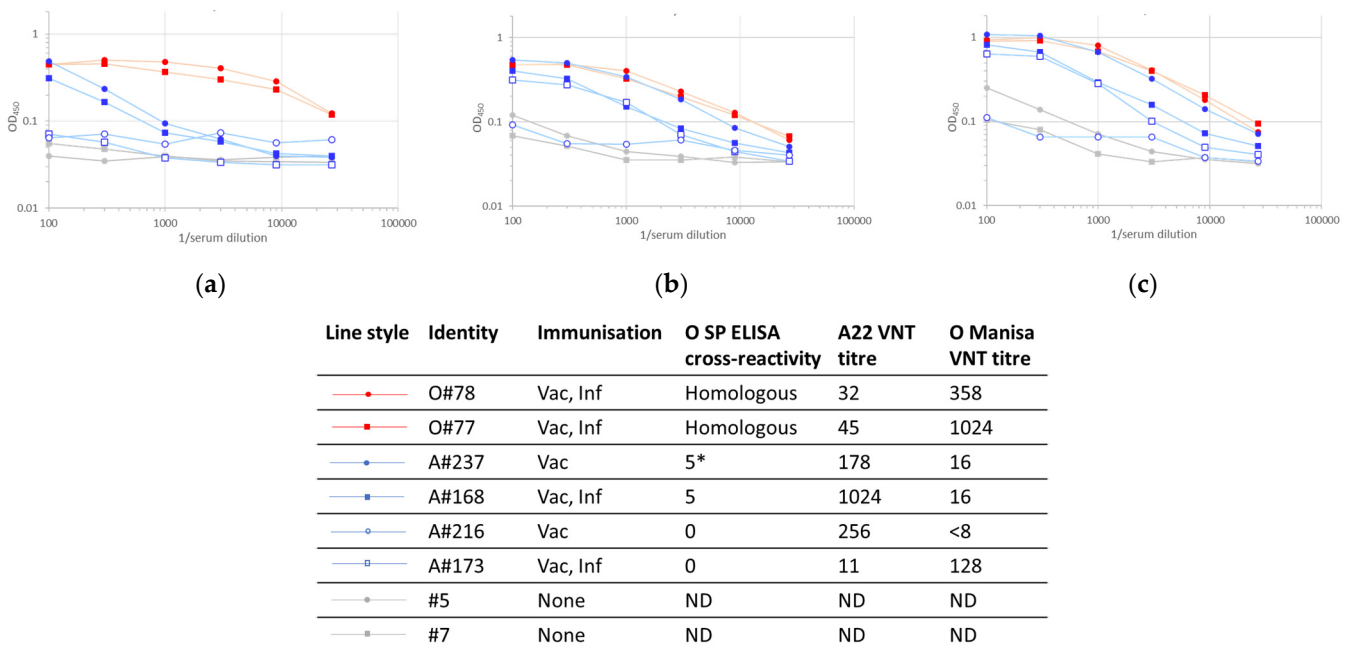 1
0.1
0.01
OD450
100
1000
10000
100000
1/serum dilution
(a)
1
0.1
0.01
OD450
100
1000
10000
100000
1/serum dilution
(b)
1
0.1
0.01
OD450
100
1000
10000
100000
1/serum dilution
(c)
Line style Identity Immunisation O SP ELISA cross-reactivity A22 VNT titre O Manisa VNT titre
O#78 Vac, Inf Homologous 32 358
O#77 Vac, Inf Homologous 45 1024
A#237 Vac 5* 178 16
A#168 Vac, Inf 5 1024 16
A#216 Vac 0 256 <8
A#173 Vac, Inf 0 11 128
#5 None ND ND ND
#7 None ND ND ND